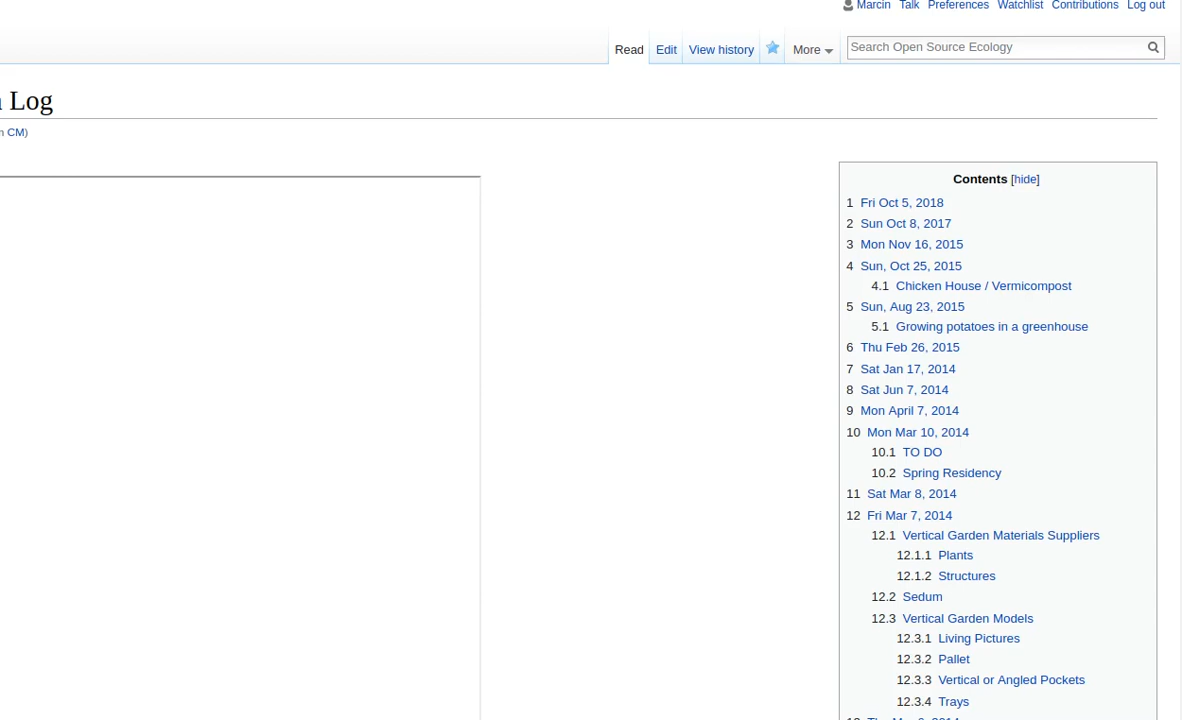 Marcin Talk Preferences Watchlist Contributions Log out
Read Edit View history More Search Open Source Ecology
Log
CM)
Contents [hide]
1 Fri Oct 5, 2018
2 Sun Oct 8, 2017
3 Mon Nov 16, 2015
4 Sun, Oct 25, 2015
4.1 Chicken House / Vermicompost
5 Sun, Aug 23, 2015
5.1 Growing potatoes in a greenhouse
6 Thu Feb 26, 2015
7 Sat Jan 17, 2014
8 Sat Jun 7, 2014
9 Mon April 7, 2014
10 Mon Mar 10, 2014
10.1 TO DO
10.2 Spring Residency
11 Sat Mar 8, 2014
12 Fri Mar 7, 2014
12.1 Vertical Garden Materials Suppliers
12.1.1 Plants
12.1.2 Structures
12.2 Sedum
12.3 Vertical Garden Models
12.3.1 Living Pictures
12.3.2 Pallet
12.3.3 Vertical or Angled Pockets
12.3.4 Trays